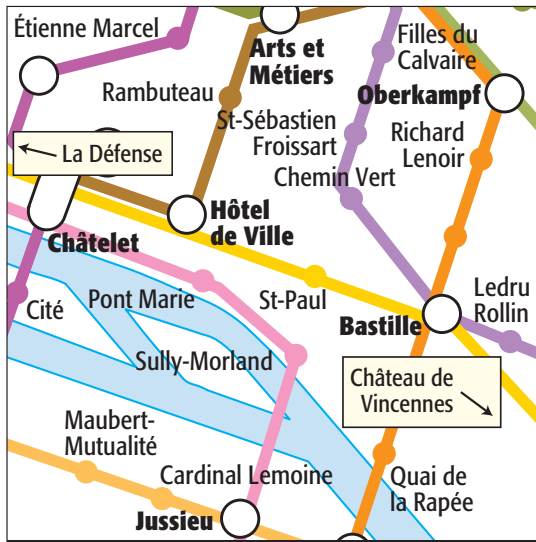 Étienne Marcel
Arts et
Métiers
Filles du
Calvaire
Rambuteau
Oberkampf
St-Sébastien
Froissart
Richard
Lenoir
La Défense
Chemin Vert
Hôtel
de Ville
Châtelet
Cité
Pont Marie
St-Paul
Ledru
Rollin
Bastille
Sully-Morland
Château de
Vincennes
Maubert-
Mutualité
Cardinal Lemoine
Quai de
la Rapée
Jussieu